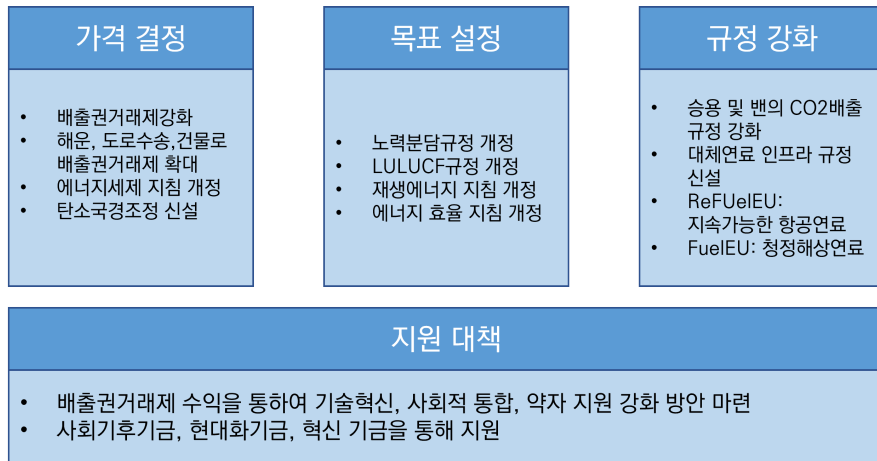 가격 결정
• 배출권거래제강화
• 해운, 도로수송,건물로
배출권거래제 확대
• 에너지세제 지침 개정
• 탄소국경조정 신설
목표 설정
• 노력분담규정 개정
• LULUCF규정 개정
• 재생에너지 지침 개정
• 에너지 효율 지침 개정
규정 강화
• 승용 및 밴의 CO2배출
규정 강화
• 대체연료 인프라 규정
신설
• ReFUelEU:
지속가능한 항공연료
• FuelEU: 청정해상연료
지원 대책
• 배출권거래제 수익을 통하여 기술혁신, 사회적 통합, 약자 지원 강화 방안 마련
• 사회기후기금, 현대화기금, 혁신 기금을 통해 지원